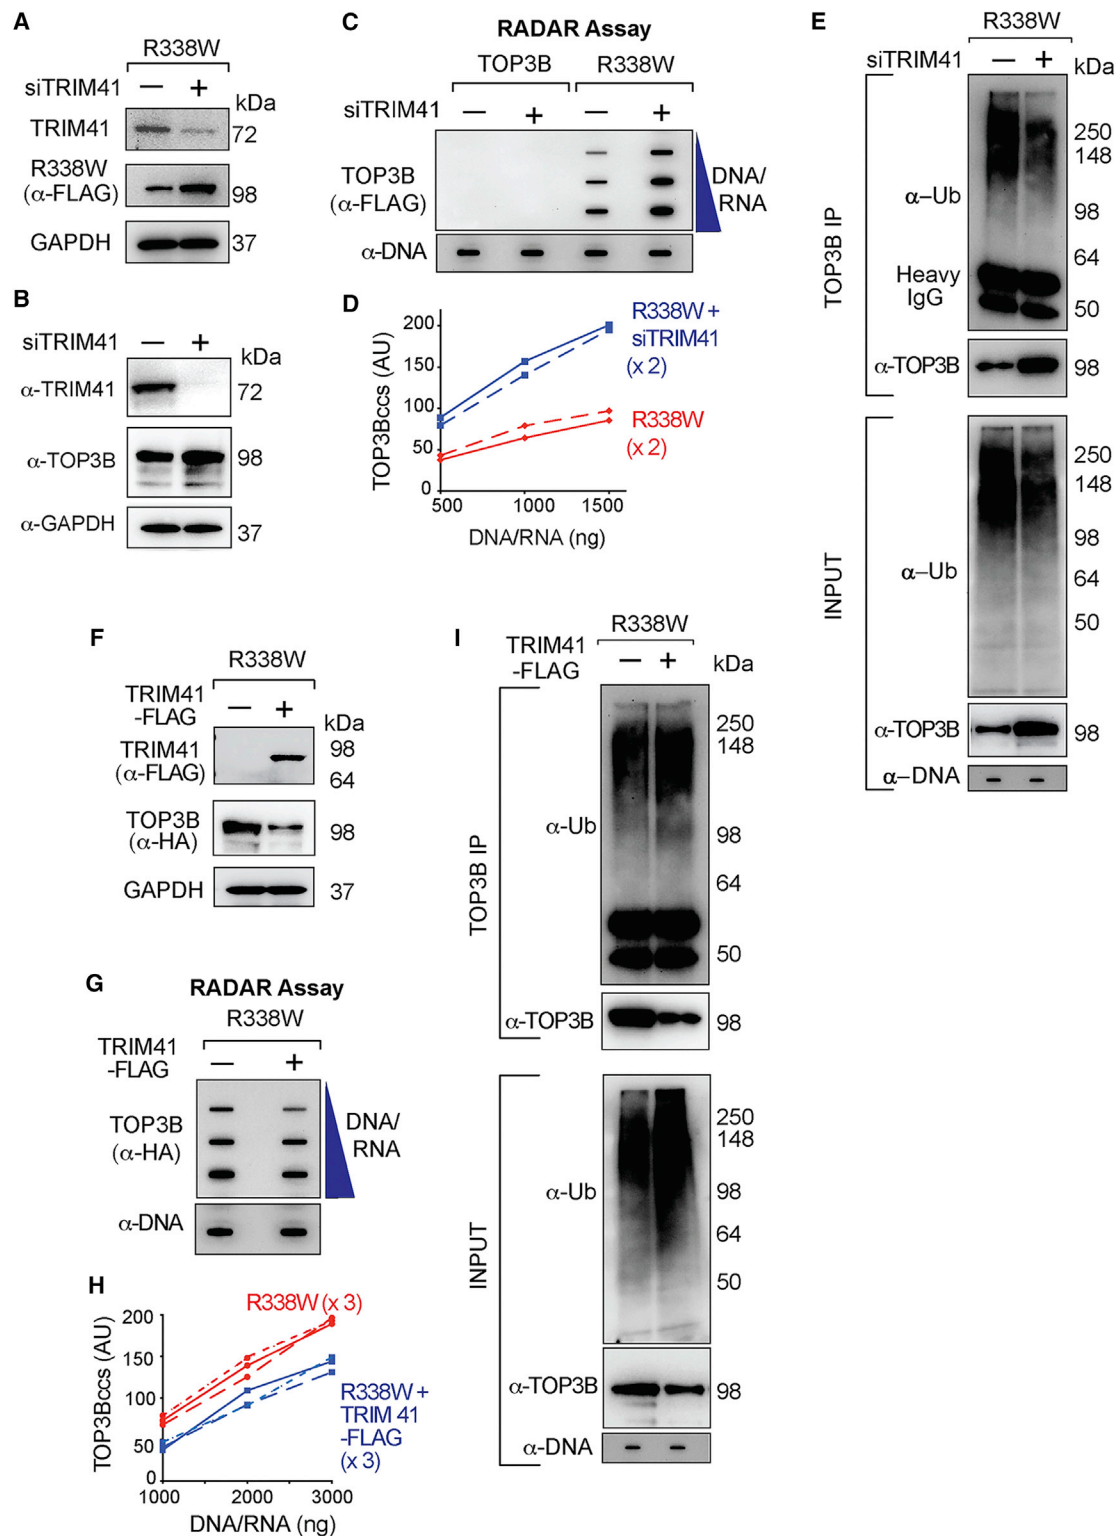 A
R338W
siTRIM41 — +
kDa
TRIM41 72
R338W
(α-FLAG) 98
GAPDH 37
B
siTRIM41 — +
kDa
α-TRIM41 72
α-TOP3B 98
α-GAPDH 37
C
RADAR Assay
TOP3B R338W
siTRIM41 — + — +
TOP3B
(α-FLAG)
DNA/
RNA
α-DNA
D
TOP3Bccs (AU)
200
150
100
50
0
500 1000 1500
DNA/RNA (ng)
R338W +
siTRIM41
(x 2)
R338W
(x 2)
E
R338W
siTRIM41 — +
kDa
TOP3B IP
α-Ub
250
148
98
64
50
Heavy
IgG
α-TOP3B 98
INPUT
α–Ub
250
148
98
64
50
α-TOP3B 98
α–DNA
F
R338W
TRIM41
-FLAG — +
kDa
TRIM41
(α-FLAG)
98
64
TOP3B
(α-HA) 98
GAPDH 37
G
RADAR Assay
R338W
TRIM41
-FLAG — +
TOP3B
(α-HA)
DNA/
RNA
α-DNA
H
TOP3Bccs (AU)
200
150
100
50
0
1000 2000 3000
DNA/RNA (ng)
R338W (x 3)
R338W +
TRIM 41
-FLAG
(x 3)
I
R338W
TRIM41
-FLAG — +
kDa
TOP3B IP
α-Ub
250
148
98
64
50
α-TOP3B 98
INPUT
α-Ub
250
148
98
64
50
α-TOP3B 98
α-DNA